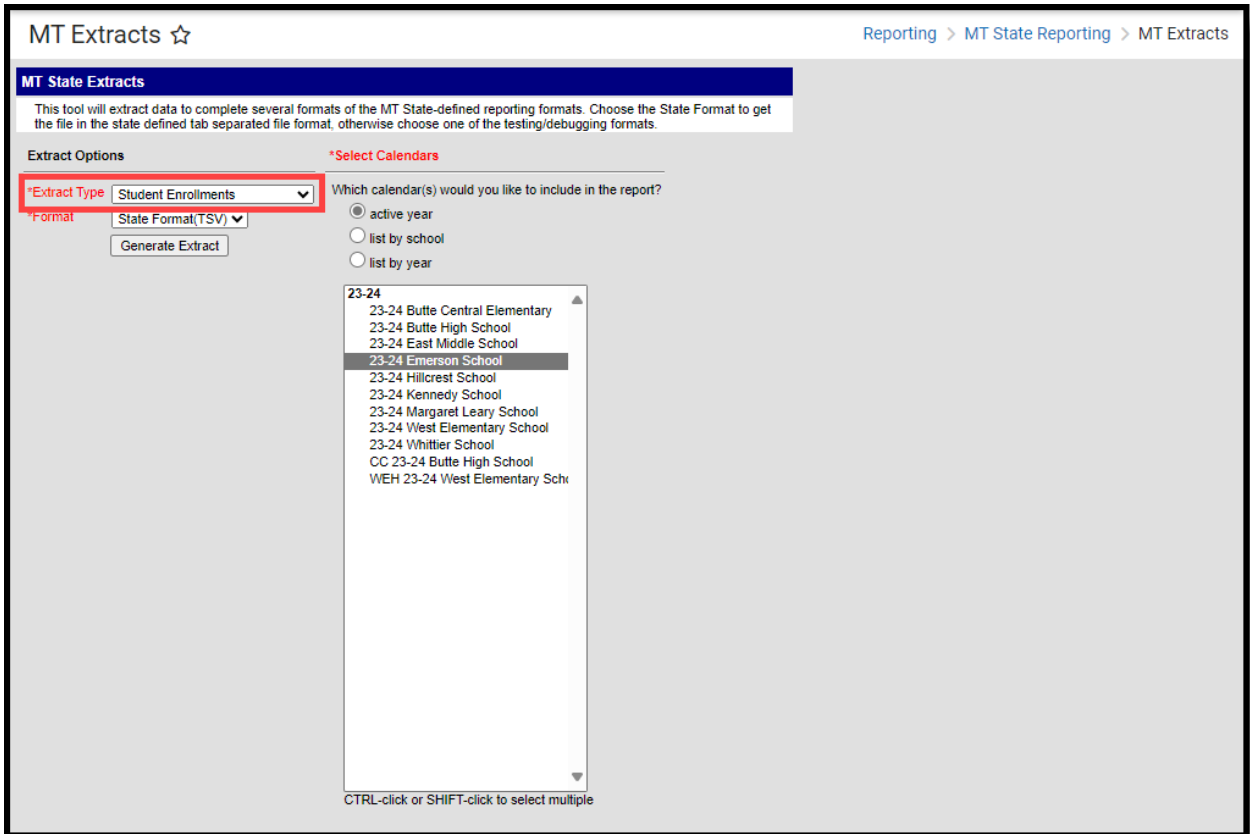 MT Extracts
Reporting > MT State Reporting > MT Extracts
MT State Extracts
This tool will extract data to complete several formats of the MT State-defined reporting formats. Choose the State Format to get
the file in the state defined tab separated file format, otherwise choose one of the testing/debugging formats.
Extract Options
*Select Calendars
*Extract Type Student Enrollments
*Format State Format(TSV)
Generate Extract
Which calendar(s) would you like to include in the report?
active year
list by school
list by year
23-24
23-24 Butte Central Elementary
23-24 Butte High School
23-24 East Middle School
23-24 Emerson School
23-24 Hillcrest School
23-24 Kennedy School
23-24 Margaret Leary School
23-24 West Elementary School
23-24 Whittier School
CC 23-24 Butte High School
WEH 23-24 West Elementary Scho
CTRL-click or SHIFT-click to select multiple